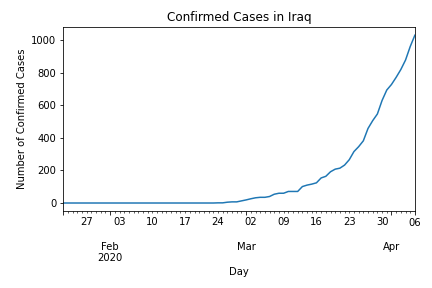 Confirmed Cases in Iraq
Number of Confirmed Cases
1000
800
600
400
200
0
27 03 10 17 24 02 09 16 23 30 06
Feb Mar Apr
2020
Day